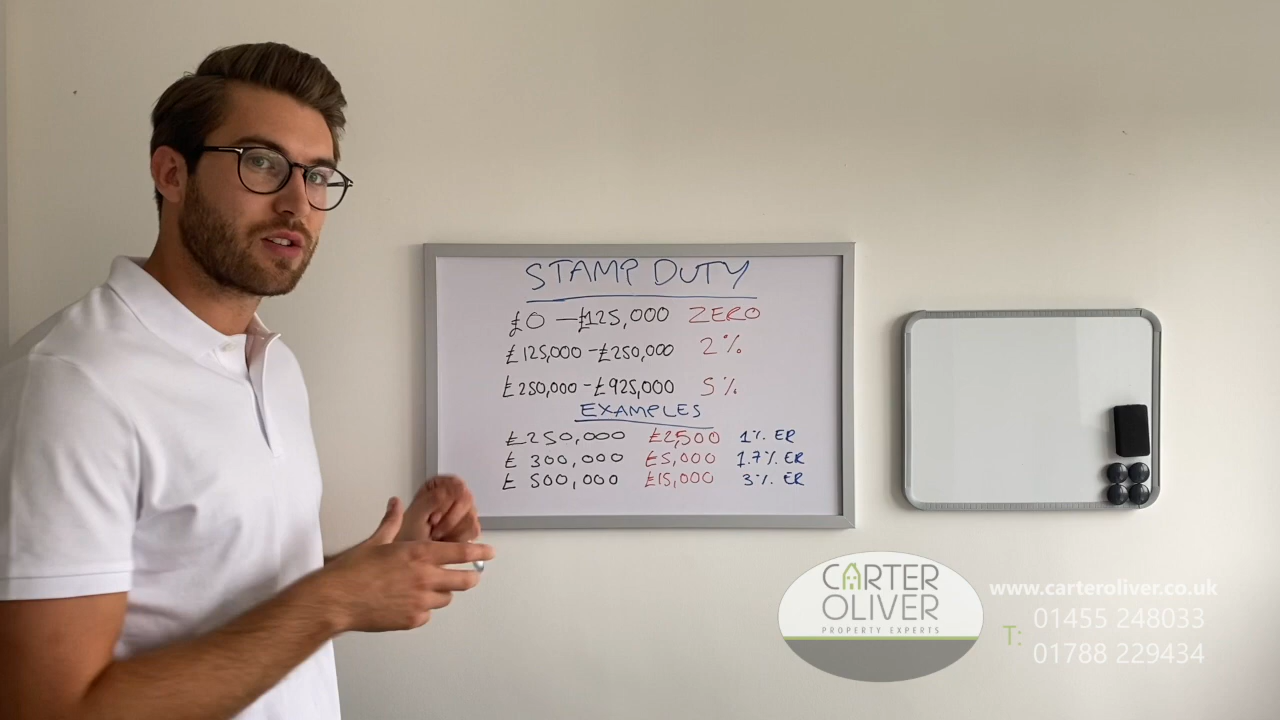 STAMP DUTY
£0 — £125,000 ZERO
£125,000 - £250,000 2%
£250,000 - £925,000 5%
EXAMPLES
£250,000 £2,500 1% ER
£ 300,000 £5,000 1.7% ER
£ 500,000 £15,000 3% ER
CARTER
OLIVER
PROPERTY EXPERTS
www.carteroliver.co.uk
T: 01455 248033
01788 229434